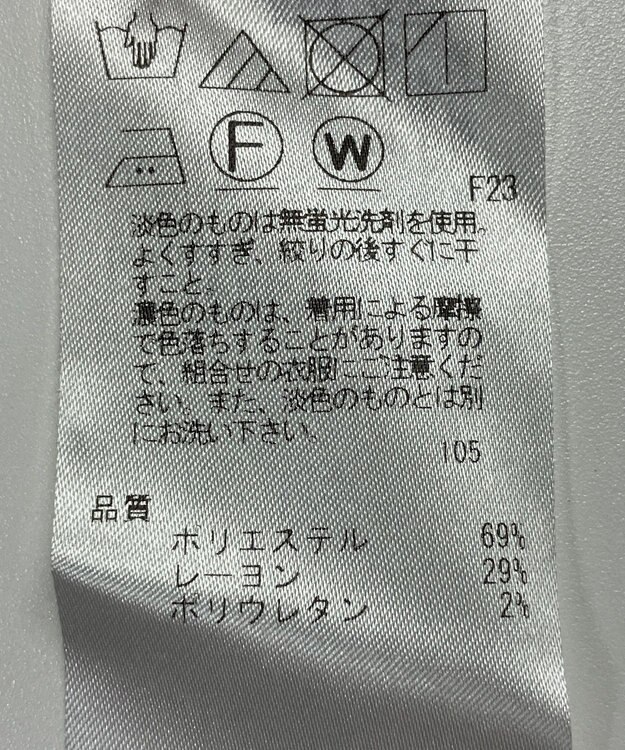 F W
F23
淡色のものは無蛍光洗剤を使用。
よくすすぎ、絞りの後すぐに干
すこと。
濃色のものは、着用による摩擦
で色落ちすることがありますの
で、組合せの衣服にご注意くだ
さい。また、淡色のものとは別
にお洗い下さい。
105
品質
ポリエステル 69%
レーヨン 29%
ポリウレタン 2%